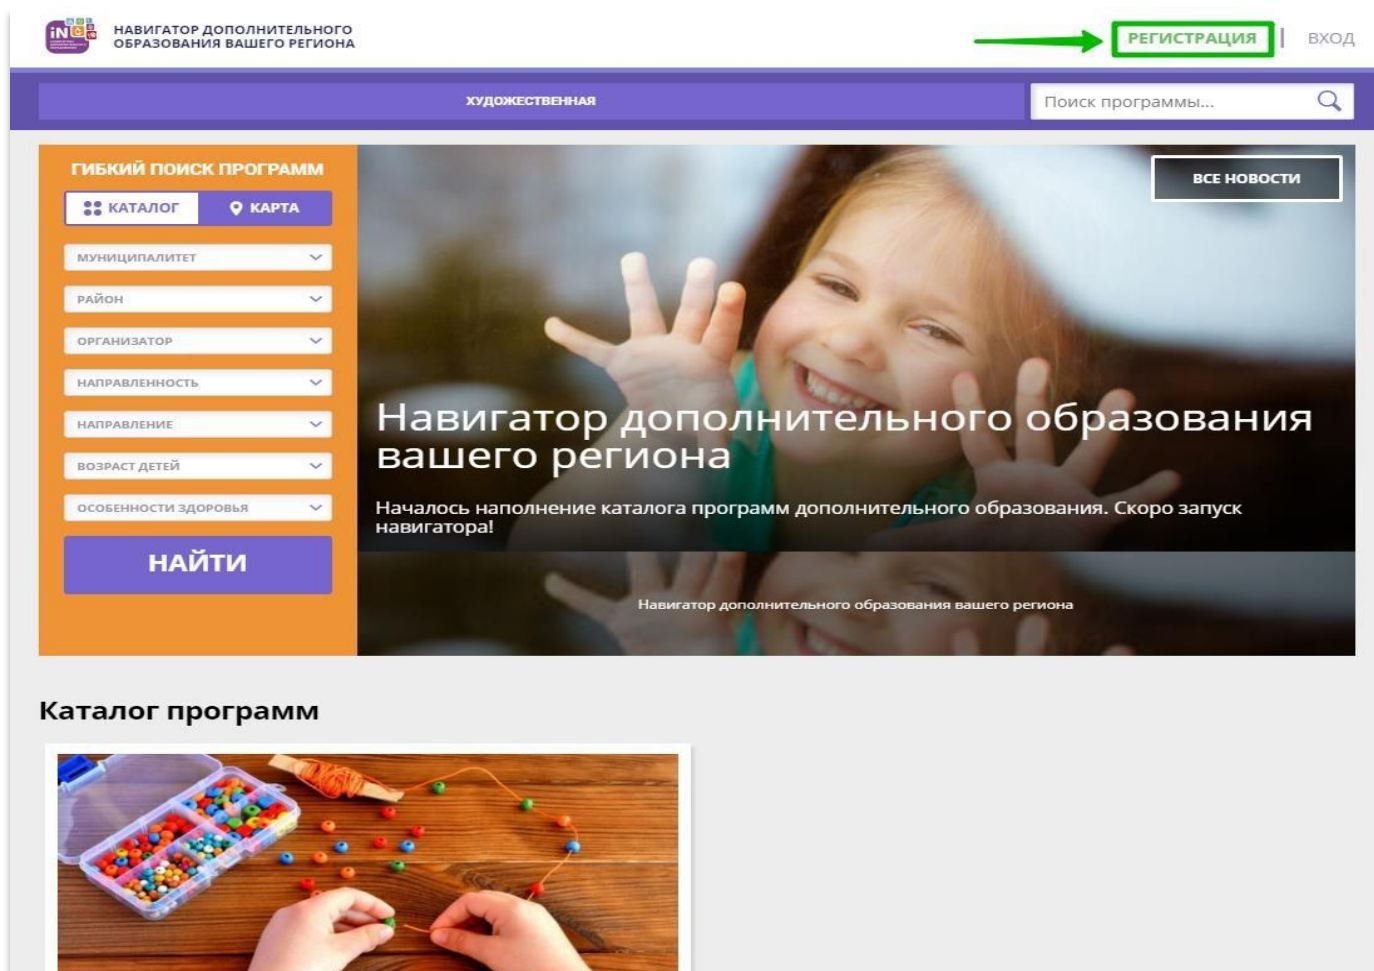 iN
НАВИГАТОР ДОПОЛНИТЕЛЬНОГО
ОБРАЗОВАНИЯ ВАШЕГО РЕГИОНА
РЕГИСТРАЦИЯ | ВХОД
ХУДОЖЕСТВЕННАЯ
Поиск программы...
ГИБКИЙ ПОИСК ПРОГРАММ
КАТАЛОГ
КАРТА
МУНИЦИПАЛИТЕТ
РАЙОН
ОРГАНИЗАТОР
НАПРАВЛЕННОСТЬ
НАПРАВЛЕНИЕ
ВОЗРАСТ ДЕТЕЙ
ОСОБЕННОСТИ ЗДОРОВЬЯ
НАЙТИ
ВСЕ НОВОСТИ
Навигатор дополнительного образования
вашего региона
Началось наполнение каталога программ дополнительного образования. Скоро запуск
навигатора!
Навигатор дополнительного образования вашего региона
Каталог программ